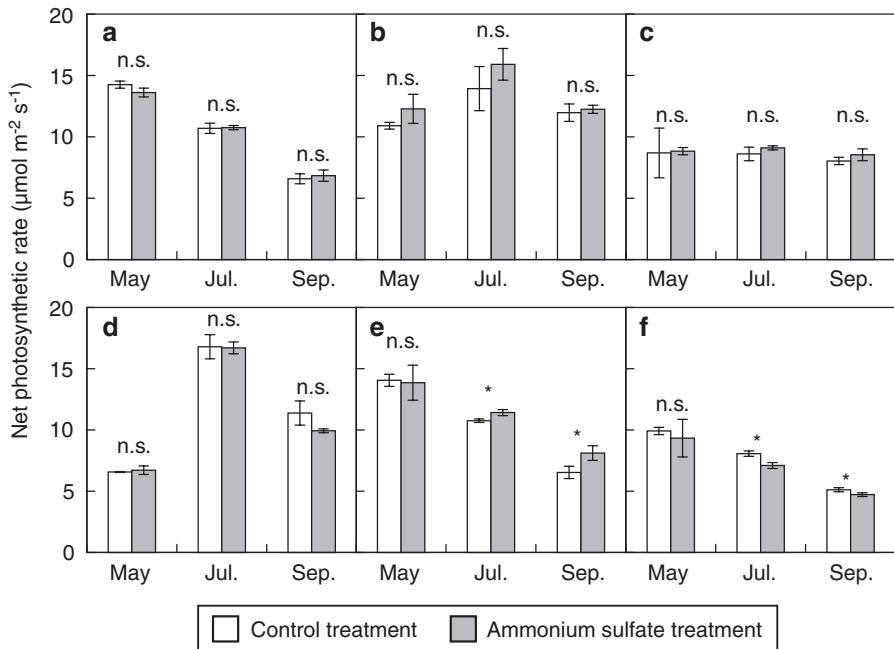 Net photosynthetic rate (μmol m⁻² s⁻¹)
20
15
10
5
0
a
n.s.
n.s.
n.s.
May Jul. Sep.
b
n.s.
n.s.
n.s.
May Jul. Sep.
c
n.s.
n.s.
n.s.
May Jul. Sep.
20
15
10
5
0
d
n.s.
n.s.
n.s.
May Jul. Sep.
e
n.s.
*
*
May Jul. Sep.
f
n.s.
*
*
May Jul. Sep.
Control treatment Ammonium sulfate treatment